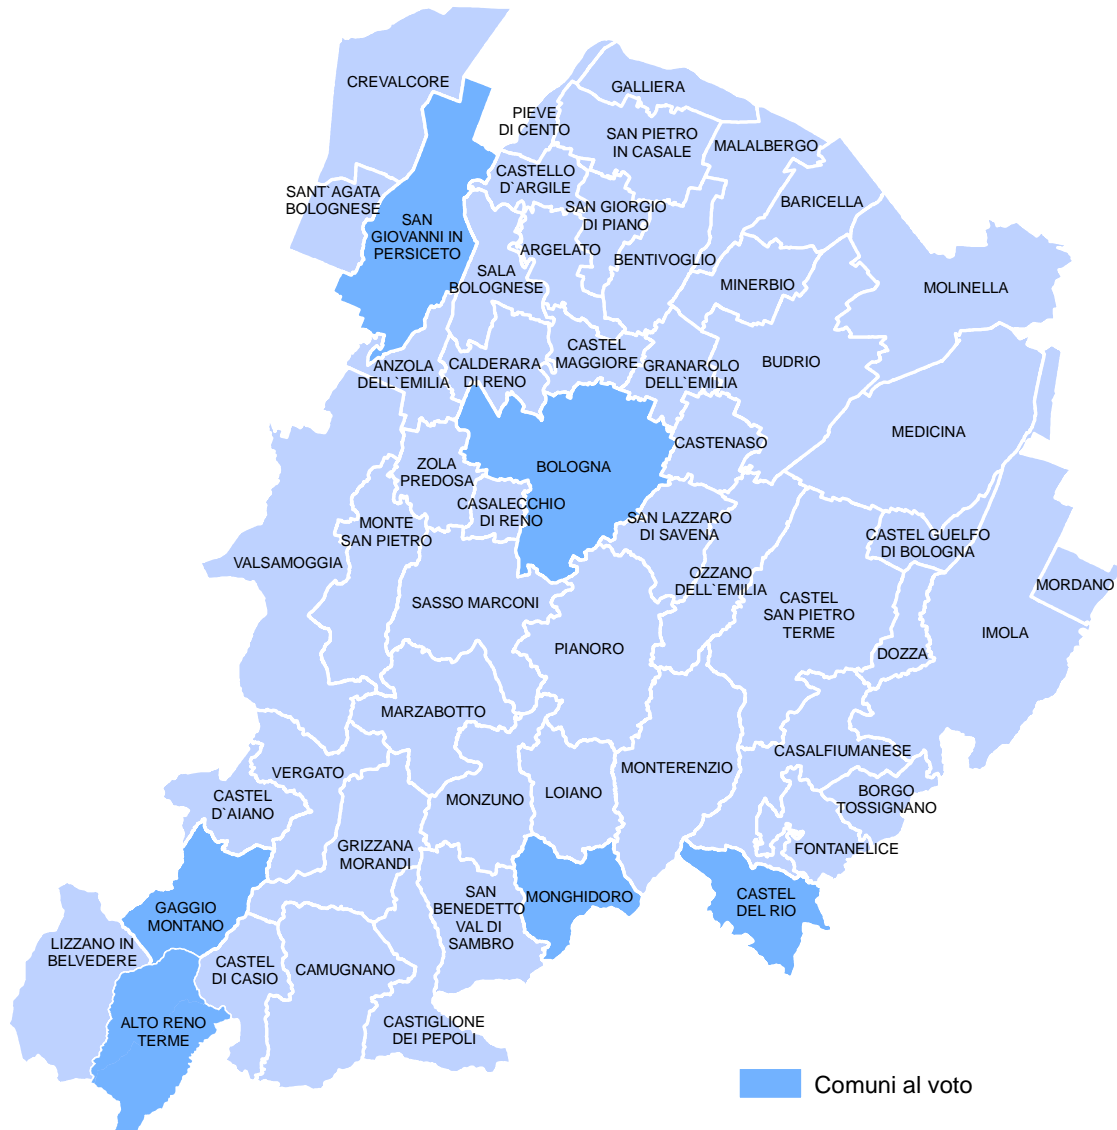 CREVALCORE
GALLIERA
PIEVE
DI CENTO
SAN PIETRO
IN CASALE
MALALBERGO
CASTELLO
D`ARGILE
SANT`AGATA
BOLOGNESE
SAN GIORGIO
DI PIANO
BARICELLA
SAN
GIOVANNI IN
PERSICETO
ARGELATO
BENTIVOGLIO
SALA
BOLOGNESE
MINERBIO
MOLINELLA
ANZOLA
DELL`EMILIA
CALDERARA
DI RENO
CASTEL
MAGGIORE
GRANAROLO
DELL`EMILIA
BUDRIO
CASTENASO
MEDICINA
ZOLA
PREDOSA
BOLOGNA
CASALECCHIO
DI RENO
MONTE
SAN PIETRO
SAN LAZZARO
DI SAVENA
CASTEL GUELFO
DI BOLOGNA
VALSAMOGGIA
OZZANO
DELL`EMILIA
MORDANO
SASSO MARCONI
CASTEL
SAN PIETRO
TERME
IMOLA
PIANORO
DOZZA
MARZABOTTO
CASALFIUMANESE
VERGATO
MONTERENZIO
CASTEL
D`AIANO
MONZUNO
LOIANO
BORGO
TOSSIGNANO
GRIZZANA
MORANDI
FONTANELICE
SAN
BENEDETTO
VAL DI
SAMBRO
MONGHIDORO
CASTEL
DEL RIO
GAGGIO
MONTANO
LIZZANO IN
BELVEDERE
CASTEL
DI CASIO
CAMUGNANO
ALTO RENO
TERME
CASTIGLIONE
DEI PEPOLI
Comuni al voto